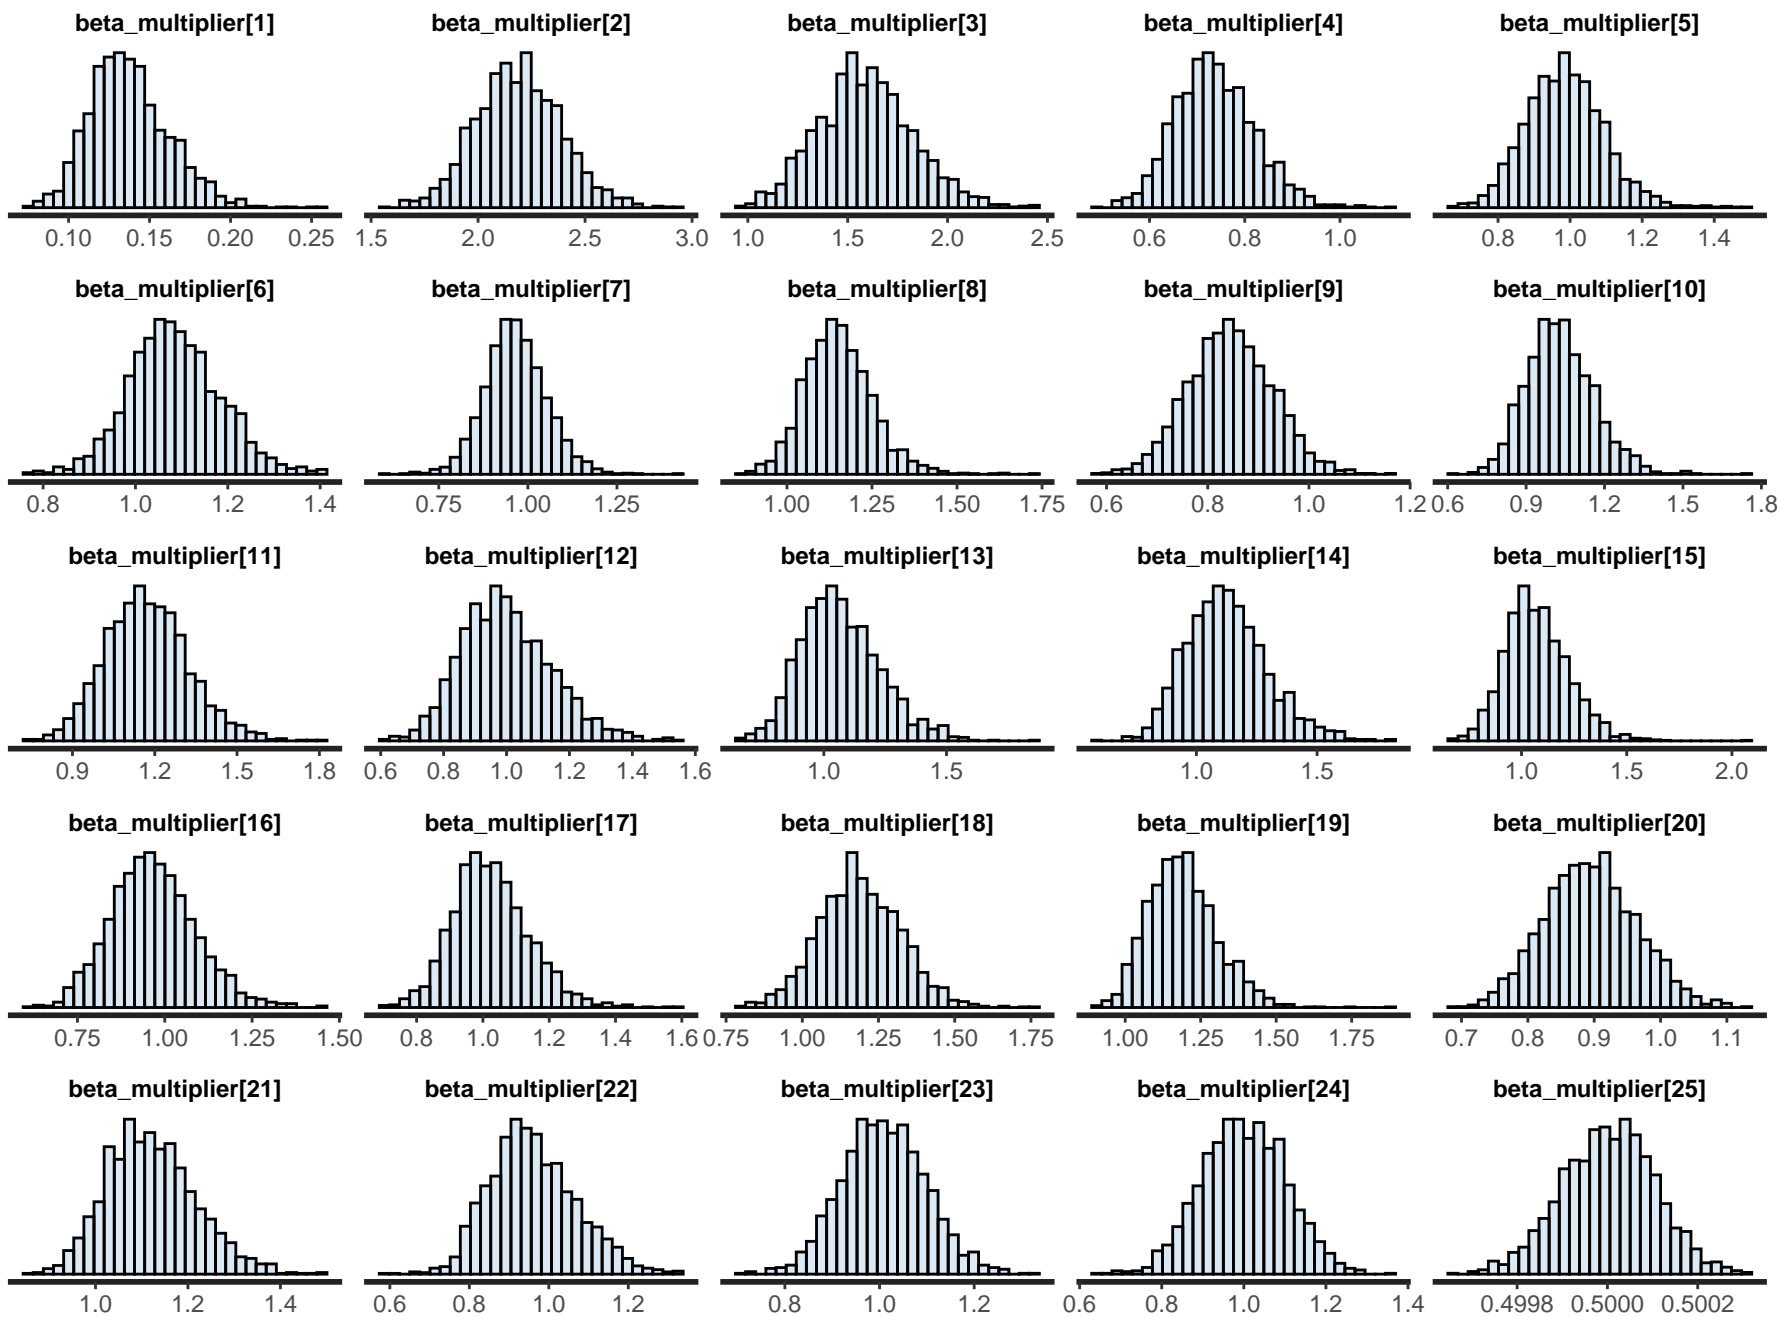 beta_multiplier[1] beta_multiplier[2] beta_multiplier[3] beta_multiplier[4] beta_multiplier[5]
0.10 0.15 0.20 0.25 1.5 2.0 2.5 3.0 1.0 1.5 2.0 2.5 0.6 0.8 1.0 0.8 1.0 1.2 1.4
beta_multiplier[6] beta_multiplier[7] beta_multiplier[8] beta_multiplier[9] beta_multiplier[10]
0.8 1.0 1.2 1.4 0.75 1.00 1.25 1.00 1.25 1.50 1.75 0.6 0.8 1.0 1.2 0.6 0.9 1.2 1.5 1.8
beta_multiplier[11] beta_multiplier[12] beta_multiplier[13] beta_multiplier[14] beta_multiplier[15]
0.9 1.2 1.5 1.8 0.6 0.8 1.0 1.2 1.4 1.6 1.0 1.5 1.0 1.5 1.0 1.5 2.0
beta_multiplier[16] beta_multiplier[17] beta_multiplier[18] beta_multiplier[19] beta_multiplier[20]
0.75 1.00 1.25 1.50 0.8 1.0 1.2 1.4 1.6 0.75 1.00 1.25 1.50 1.75 1.00 1.25 1.50 1.75 0.7 0.8 0.9 1.0 1.1
beta_multiplier[21] beta_multiplier[22] beta_multiplier[23] beta_multiplier[24] beta_multiplier[25]
1.0 1.2 1.4 0.6 0.8 1.0 1.2 0.8 1.0 1.2 0.6 0.8 1.0 1.2 1.4 0.4998 0.5000 0.5002